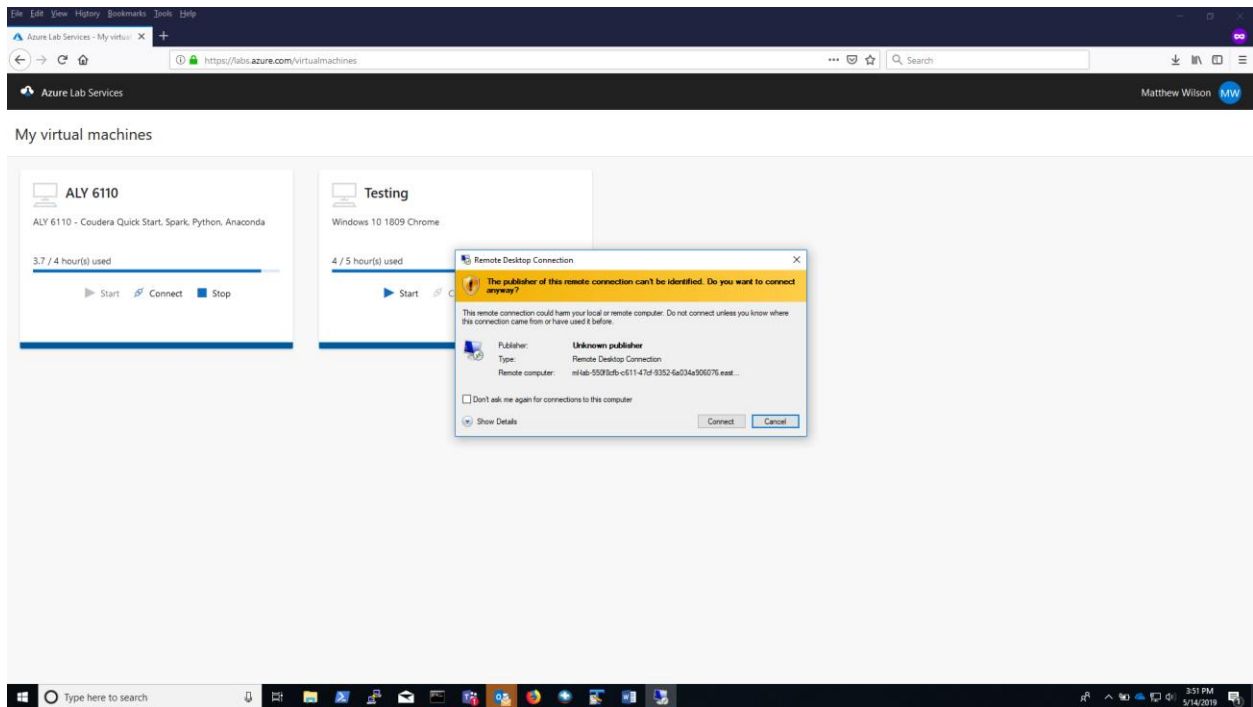 File Edit View History Bookmarks Tools Help
Azure Lab Services - My virtual
https://labs.azure.com/virtualmachines
Search
Azure Lab Services
Matthew Wilson MW
My virtual machines
ALY 6110
ALY 6110 - Coudera Quick Start, Spark, Python, Anaconda
3.7 / 4 hour(s) used
Start Connect Stop
Testing
Windows 10 1809 Chrome
4 / 5 hour(s) used
Start C
Remote Desktop Connection
The publisher of this remote connection can't be identified. Do you want to connect
anyway?
This remote connection could harm your local or remote computer. Do not connect unless you know where
this connection came from or have used it before.
Publisher: Unknown publisher
Type: Remote Desktop Connection
Remote computer:
Don't ask me again for connections to this computer
Show Details
Connect Cancel
Type here to search
3:51 PM
5/14/2019